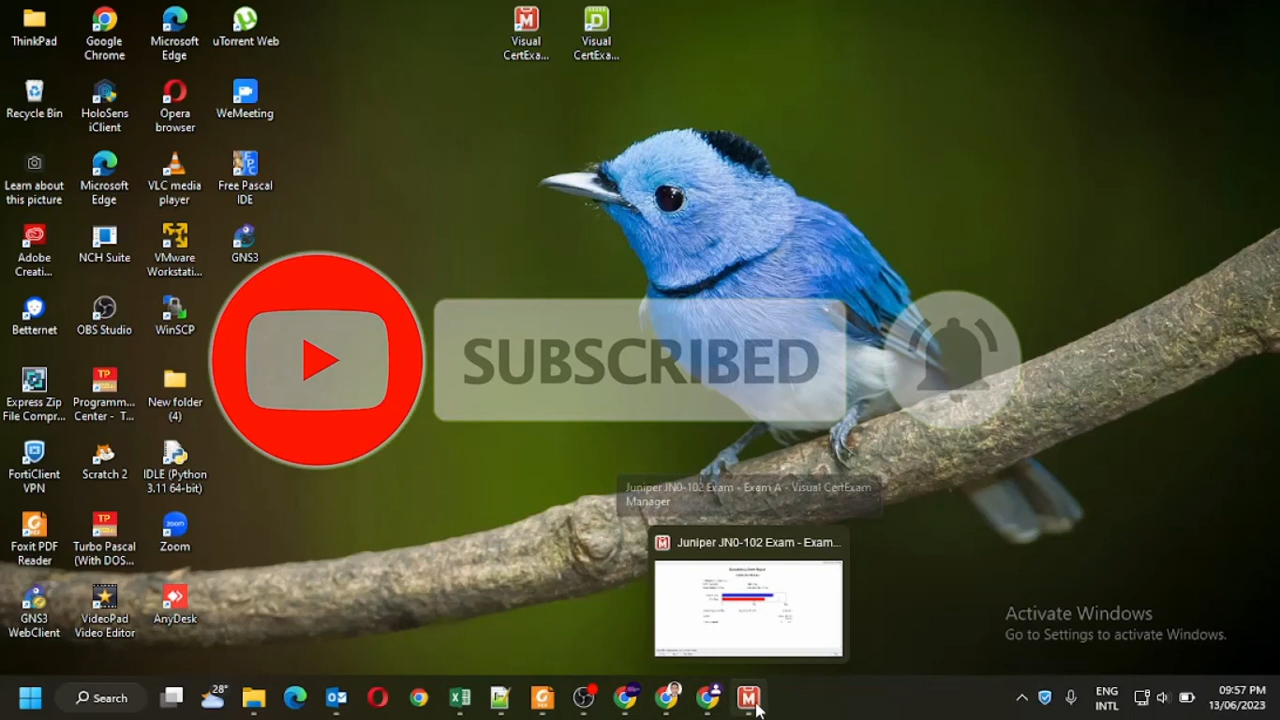 ThinkPad
Google
Chrome
Microsoft
Edge
uTorrent Web
Visual
CertExa...
Visual
CertExa...
Recycle Bin
HoloSens
iClient
Opera
browser
WeMeeting
Learn about
this picture
Microsoft
Edge
VLC media
player
Free Pascal
IDE
Adobe
Creati...
NCH Suite
VMware
Workstati...
GNS3
Betternet
OBS Studio
WinSCP
SUBSCRIBED
Express Zip
File Compr...
Programm...
Center - T...
New folder
(4)
FortiClient
VPN
Scratch 2
IDLE (Python
3.11 64-bit)
Juniper JN0-102 Exam - Exam A - Visual CertExam
Manager
Foxit PDF
Reader
Turbo Pascal
(With DOS...
Zoom
Juniper JN0-102 Exam - Exam...
AnyDesk
Activate Windows
Go to Settings to activate Windows.
28°
Search
ENG
INTL
09:57 PM
13/06/2023